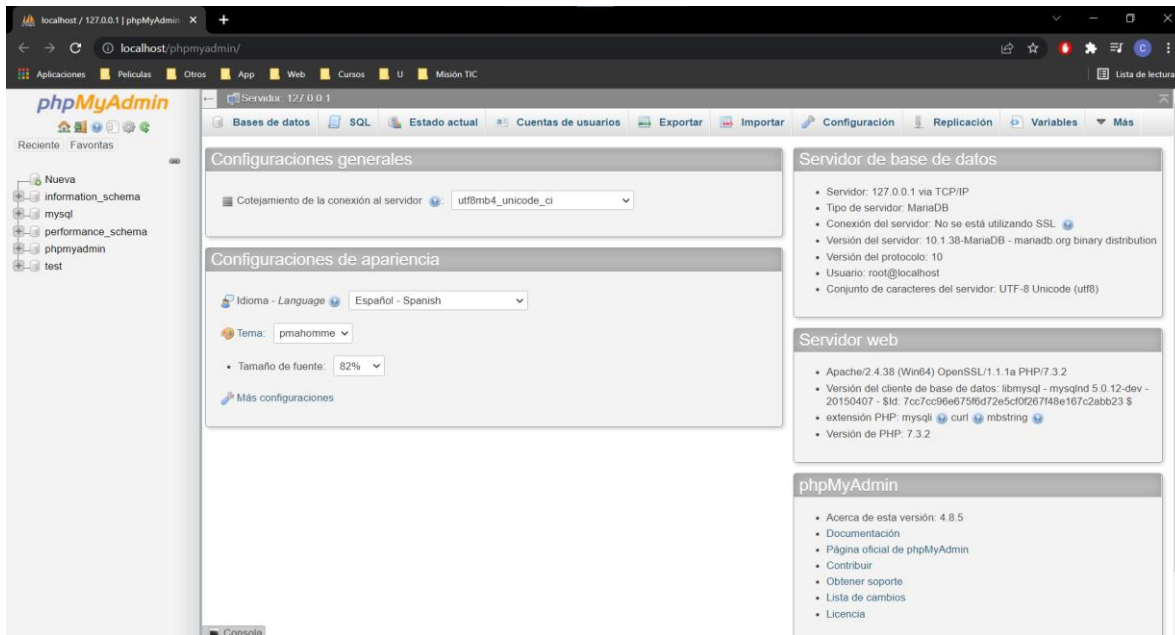 localhost / 127.0.0.1 | phpMyAdmin
localhost/phpmyadmin/
Aplicaciones Peliculas Otros App Web Cursos U Misión TIC Lista de lectura
phpMyAdmin
Reciente Favoritas
Nueva
information_schema
mysql
performance_schema
phpmyadmin
test
Servidor: 127.0.0.1
Bases de datos SQL Estado actual Cuentas de usuarios Exportar Importar Configuración Replicación Variables Más
Configuraciones generales
Cotejamiento de la conexión al servidor : utf8mb4_unicode_ci
Configuraciones de apariencia
Idioma - Language Español - Spanish
Tema: pmahomme
• Tamaño de fuente: 82%
Más configuraciones
Servidor de base de datos
• Servidor: 127.0.0.1 via TCP/IP
• Tipo de servidor: MariaDB
• Conexión del servidor: No se está utilizando SSL
• Versión del servidor: 10.1.38-MariaDB - mariadb.org binary distribution
• Versión del protocolo: 10
• Usuario: root@localhost
• Conjunto de caracteres del servidor: UTF-8 Unicode (utf8)
Servidor web
• Apache/2.4.38 (Win64) OpenSSL/1.1.1a PHP/7.3.2
• Versión del cliente de base de datos: libmysql - mysqlnd 5.0.12-dev -
20150407 - $Id: 7cc7cc96e675f6d72e5cf0f267f48e167c2abb23 $
• extensión PHP: mysqli curl mbstring
• Versión de PHP: 7.3.2
phpMyAdmin
• Acerca de esta versión: 4.8.5
• Documentación
• Página oficial de phpMyAdmin
• Contribuir
• Obtener soporte
• Lista de cambios
• Licencia
Consola